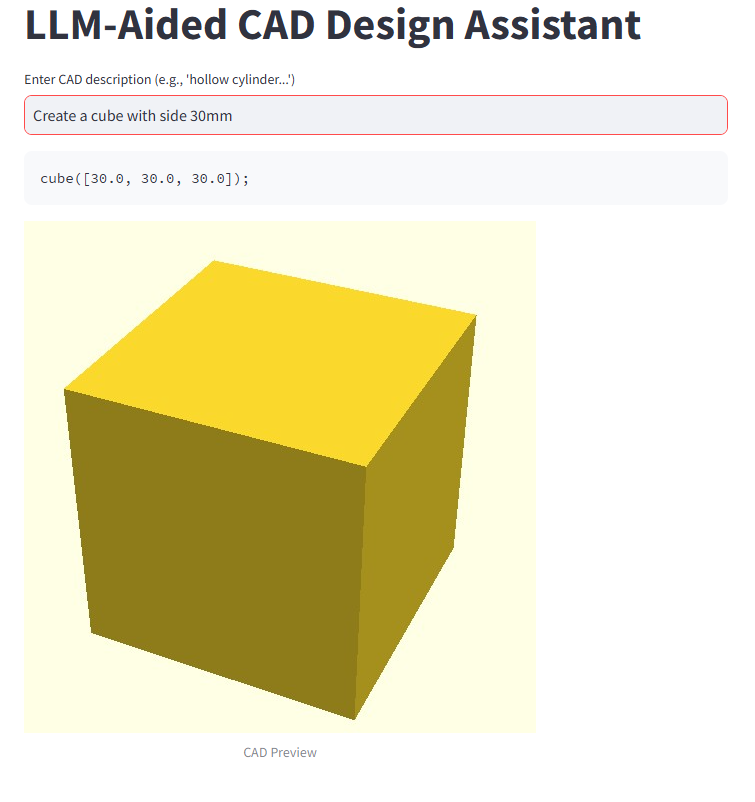 LLM-Aided CAD Design Assistant
Enter CAD description (e.g., 'hollow cylinder...')
Create a cube with side 30mm
cube([30.0, 30.0, 30.0]);
CAD Preview